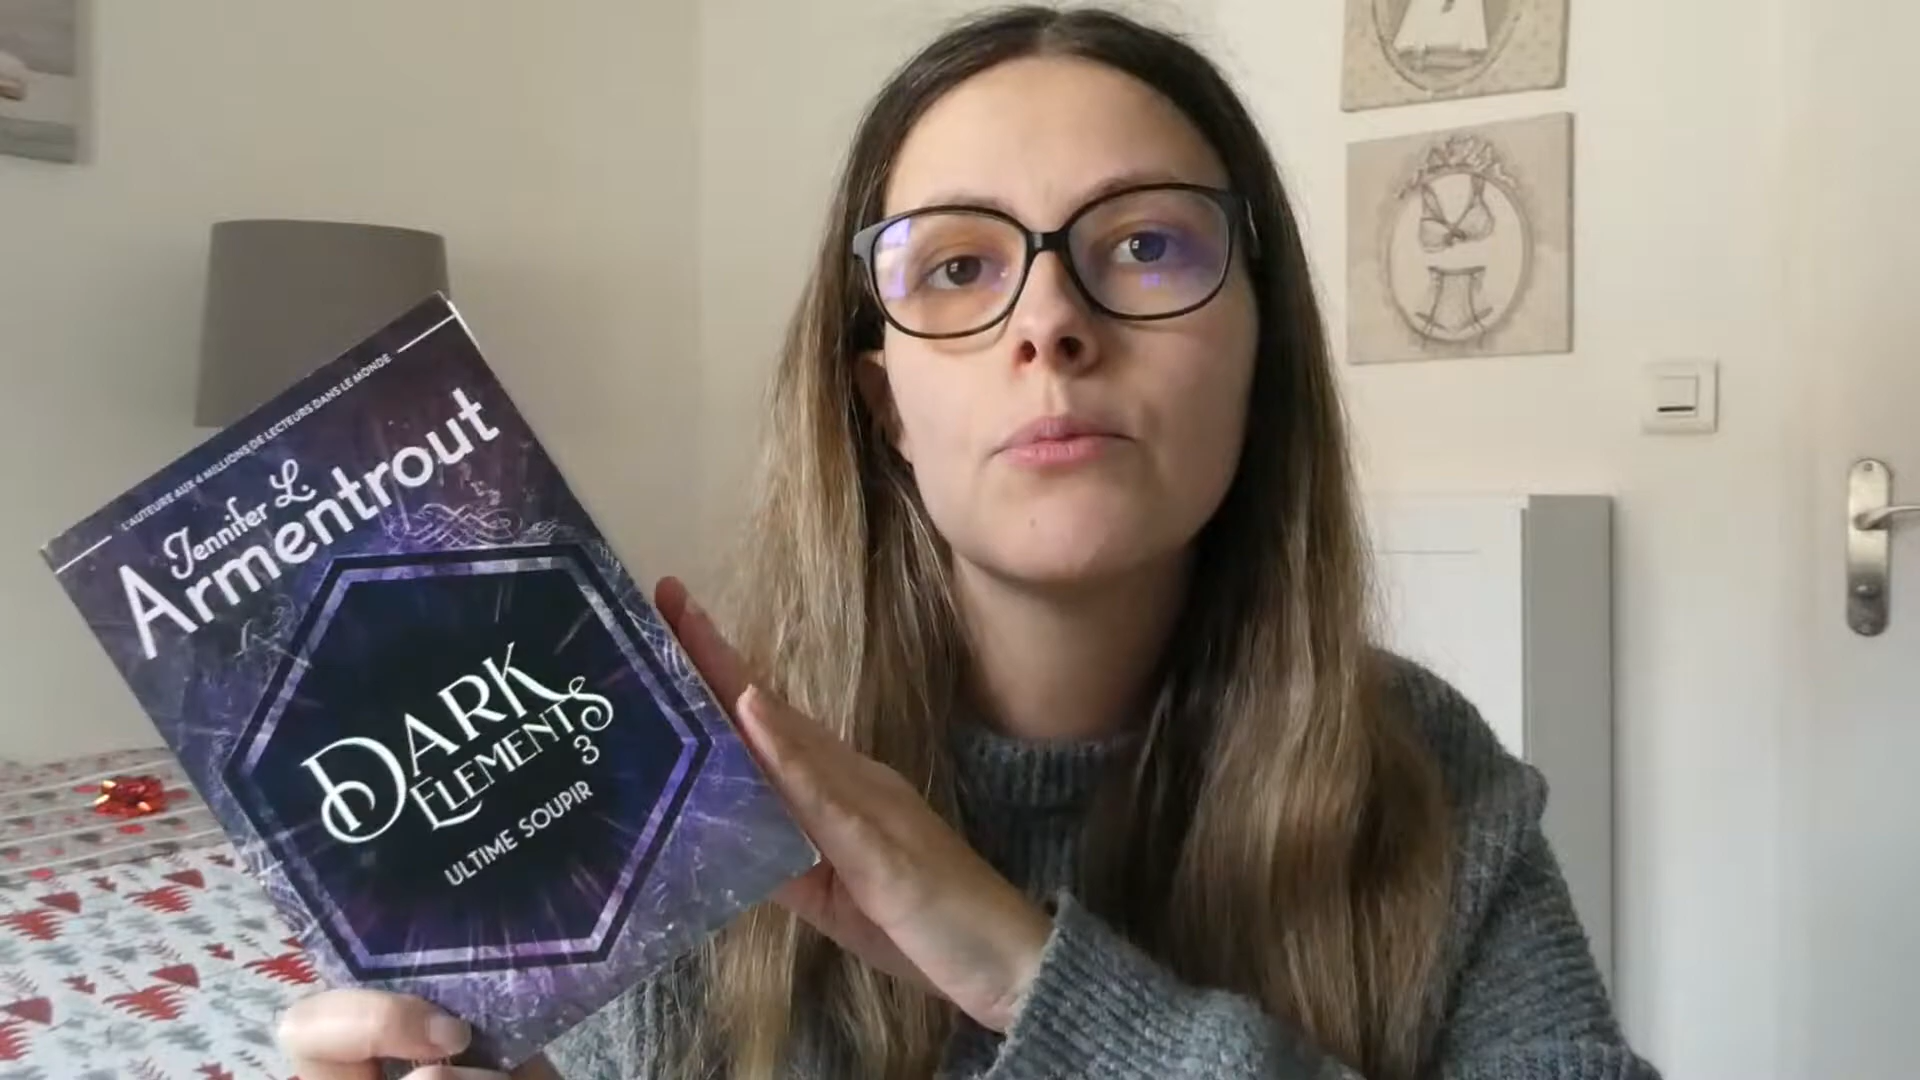 L'AUTEURE AUX 4 MILLIONS DE LECTEURS DANS LE MONDE
Jennifer L.
Armentrout
DARK
ELEMENTS
3
ULTIME SOUPIR